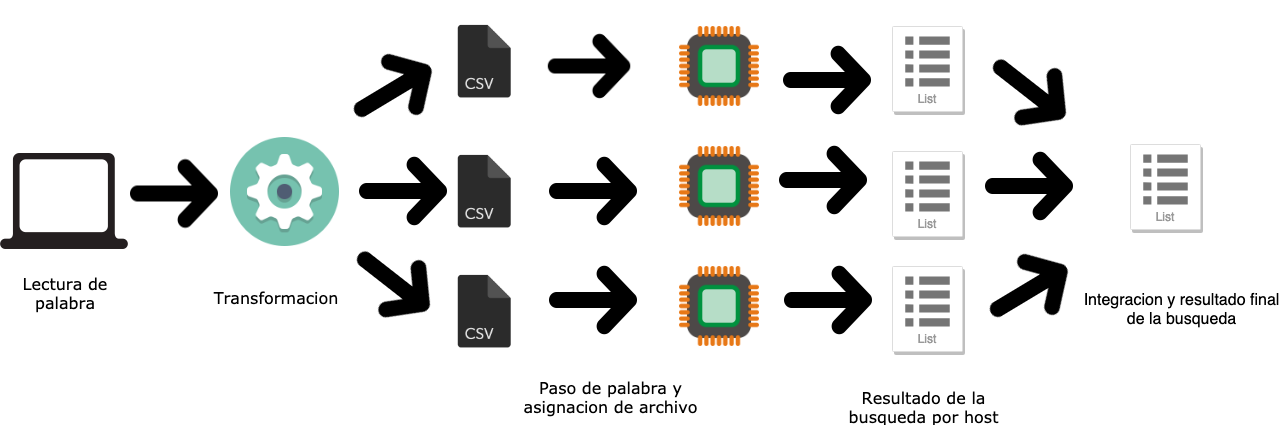 CSV
List
CSV
List
List
CSV
List
Lectura de
palabra
Transformacion
Integracion y resultado final
de la busqueda
Paso de palabra y
asignacion de archivo
Resultado de la
busqueda por host